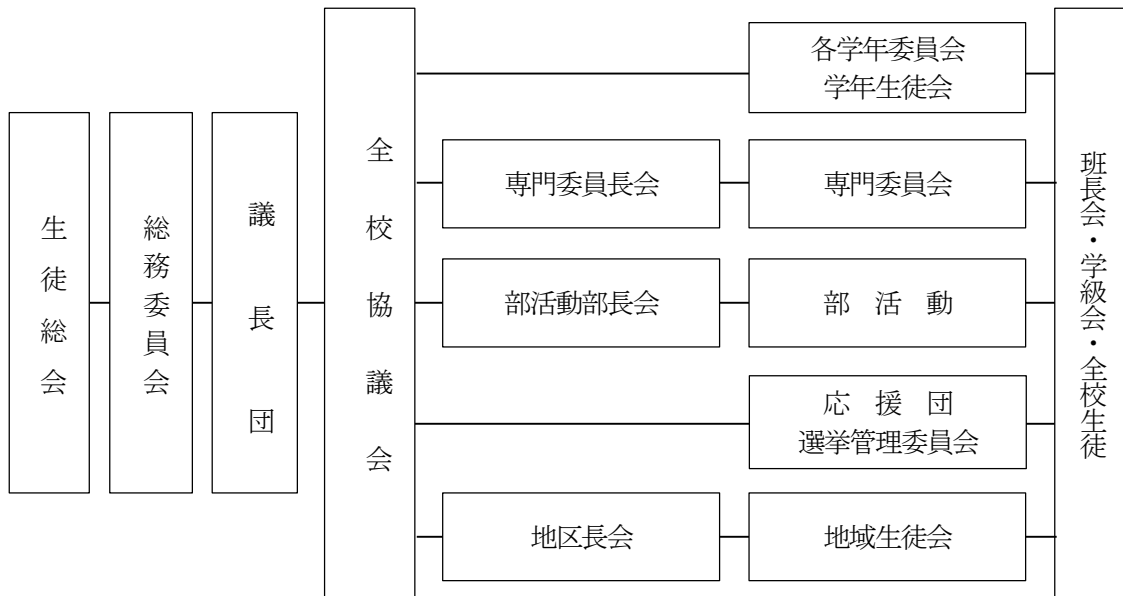 生徒総会
総務委員会
議長団
全校協議会
各学年委員会
学年生徒会
専門委員長会
専門委員会
部活動部長会
部　活　動
応　援　団
選挙管理委員会
地区長会
地域生徒会
班長会・学級会・全校生徒